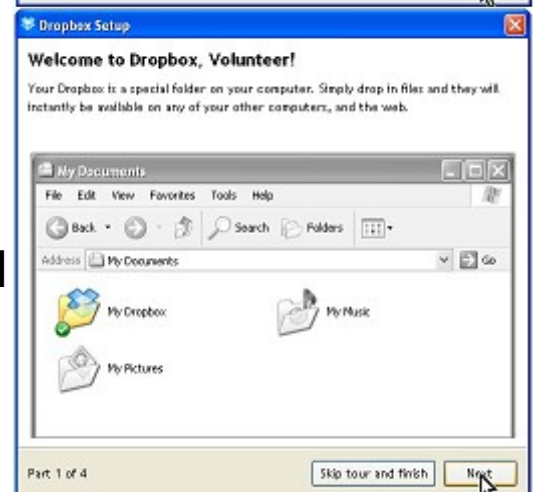 Dropbox Setup
Welcome to Dropbox, Volunteer!
Your Dropbox is a special folder on your computer. Simply drop in files and they will
instantly be available on any of your other computers, and the web.
My Documents
File Edit View Favorites Tools Help
Back Search Folders
Address My Documents Go
My Dropbox My Music
My Pictures
Part 1 of 4 Skip tour and finish Next